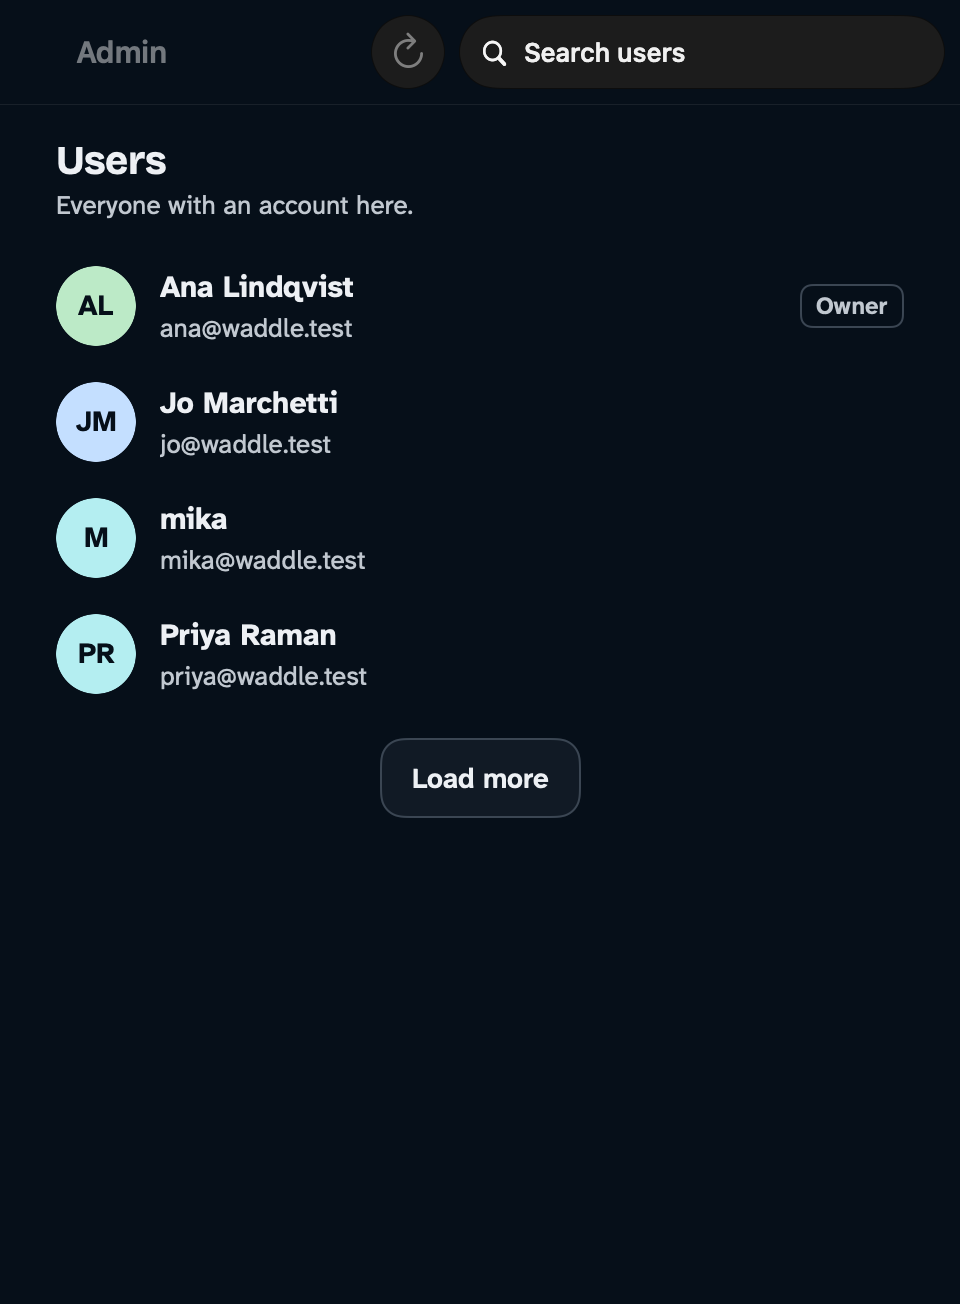 Admin
Search users
Users
Everyone with an account here.
AL
Ana Lindqvist
ana@waddle.test
Owner
JM
Jo Marchetti
jo@waddle.test
M
mika
mika@waddle.test
PR
Priya Raman
priya@waddle.test
Load more